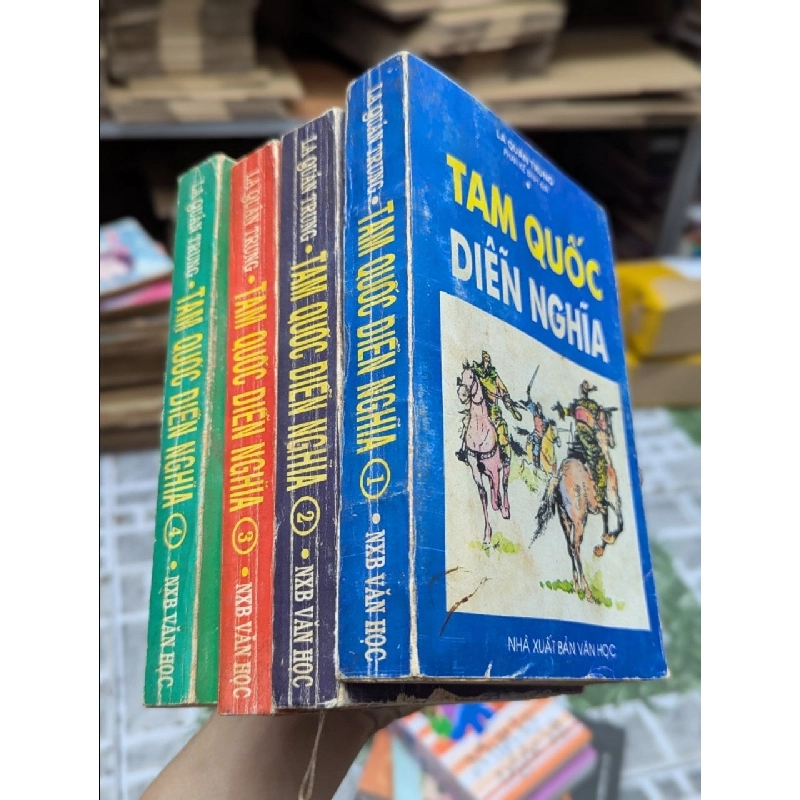 LA QUÁN TRUNG • TAM QUỐC DIỄN NGHĨA 4 • NXB VĂN HỌC
LA QUÁN TRUNG • TAM QUỐC DIỄN NGHĨA 3 • NXB VĂN HỌC
LA QUÁN TRUNG • TAM QUỐC DIỄN NGHĨA 2 • NXB VĂN HỌC
LA QUÁN TRUNG • TAM QUỐC DIỄN NGHĨA 1 • NXB VĂN HỌC
LA QUÁN TRUNG
TAM QUỐC
DIỄN NGHĨA
NHÀ XUẤT BẢN VĂN HỌC